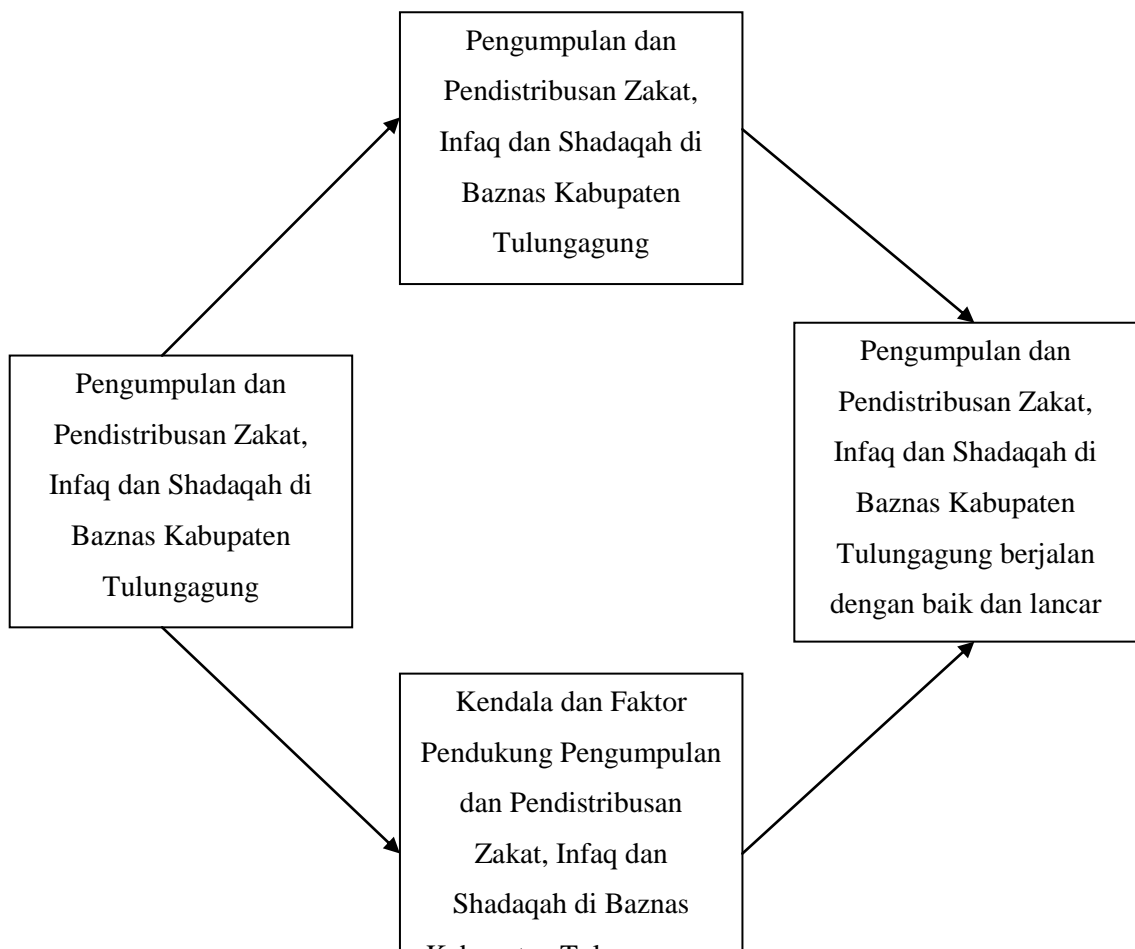 Pengumpulan dan
Pendistribusan Zakat,
Infaq dan Shadaqah di
Baznas Kabupaten
Tulungagung
Pengumpulan dan
Pendistribusan Zakat,
Infaq dan Shadaqah di
Baznas Kabupaten
Tulungagung
Pengumpulan dan
Pendistribusan Zakat,
Infaq dan Shadaqah di
Baznas Kabupaten
Tulungagung berjalan
dengan baik dan lancar
Kendala dan Faktor
Pendukung Pengumpulan
dan Pendistribusan
Zakat, Infaq dan
Shadaqah di Baznas